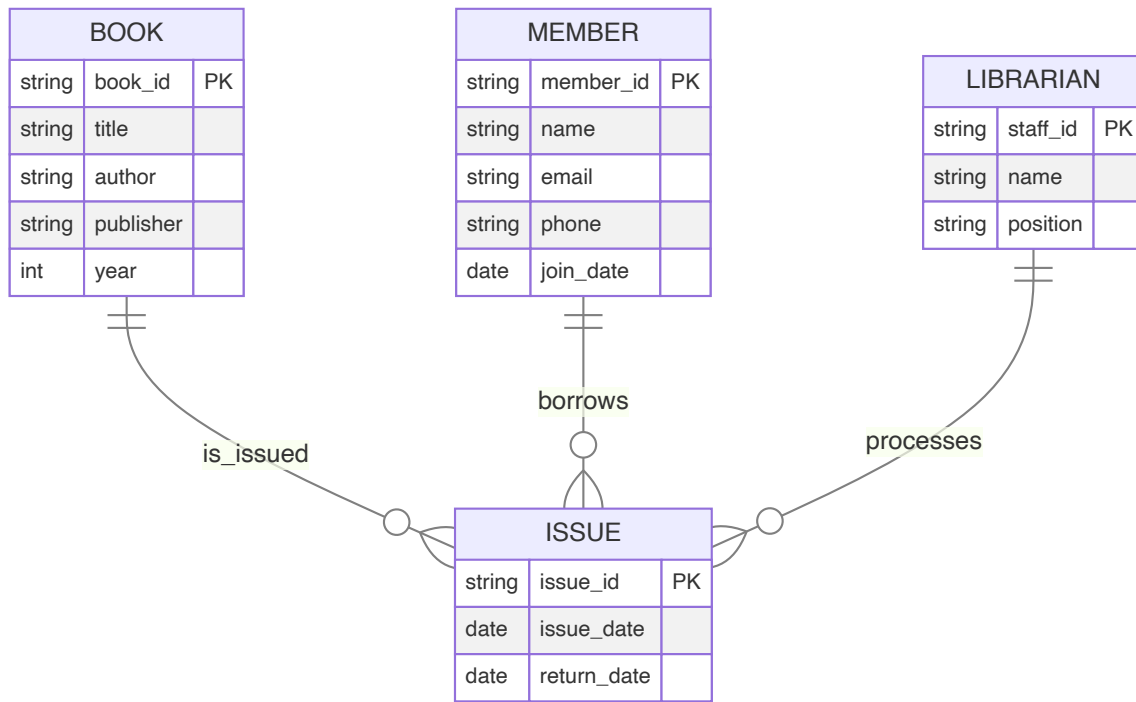 BOOK
string book_id PK
string title
string author
string publisher
int year
MEMBER
string member_id PK
string name
string email
string phone
date join_date
LIBRARIAN
string staff_id PK
string name
string position
is_issued
borrows
processes
ISSUE
string issue_id PK
date issue_date
date return_date